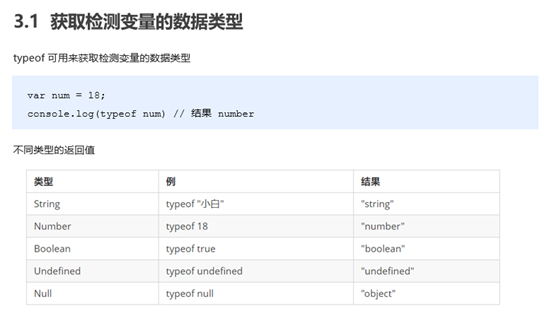 3.1 获取检测变量的数据类型
typeof 可用来获取检测变量的数据类型
var num = 18;
console.log(typeof num) // 结果 number
不同类型的返回值
类型 例 结果
String typeof "小白" "string"
Number typeof 18 "number"
Boolean typeof true "boolean"
Undefined typeof undefined "undefined"
Null typeof null "object"